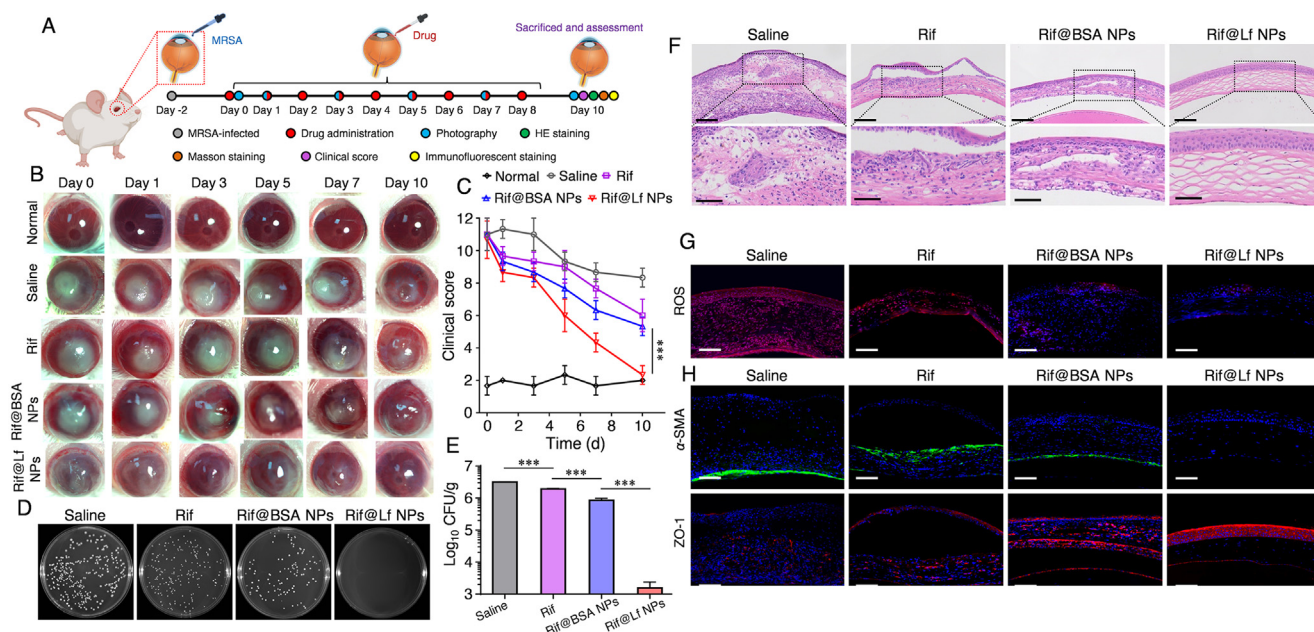 A
MRSA
Drug
Sacrificed and assessment
Day -2
Day 0
Day 1
Day 2
Day 3
Day 4
Day 5
Day 6
Day 7
Day 8
Day 10
MRSA-infected
Drug administration
Photography
HE staining
Masson staining
Clinical score
Immunofluorescent staining
B
Day 0
Day 1
Day 3
Day 5
Day 7
Day 10
Normal
Saline
Rif
Rif@BSA
NPs
Rif@Lf
NPs
C
Normal
Saline
Rif
Rif@BSA NPs
Rif@Lf NPs
Clinical score
14
12
10
8
6
4
2
0
***
0
2
4
6
8
10
Time (d)
D
Saline
Rif
Rif@BSA NPs
Rif@Lf NPs
E
Log₁₀ CFU/g
7
6
5
4
3
***
***
***
Saline
Rif
Rif@BSA NPs
Rif@Lf NPs
F
Saline
Rif
Rif@BSA NPs
Rif@Lf NPs
G
Saline
Rif
Rif@BSA NPs
Rif@Lf NPs
ROS
H
Saline
Rif
Rif@BSA NPs
Rif@Lf NPs
α-SMA
ZO-1